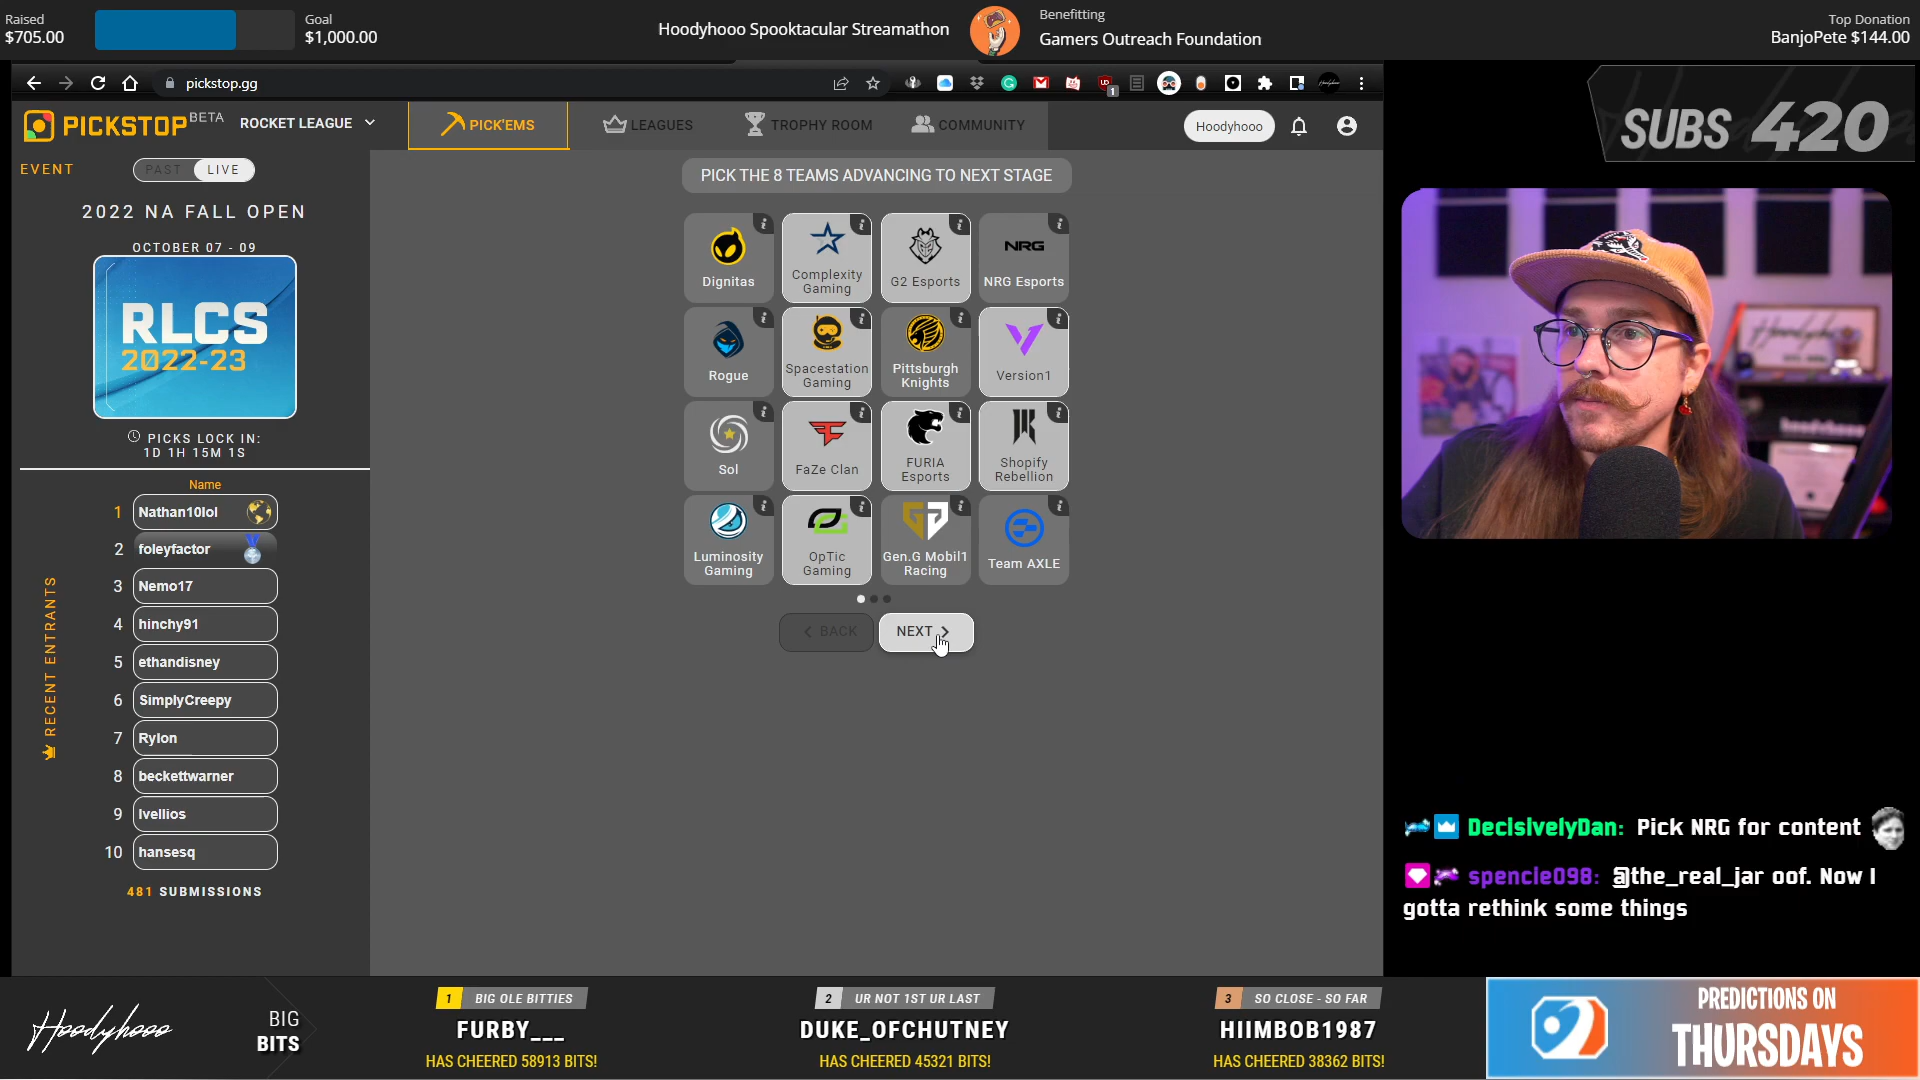 Raised
$705.00
Goal
$1,000.00
Hoodyhooo Spooktacular Streamathon
Benefitting
Gamers Outreach Foundation
Top Donation
BanjoPete $144.00
pickstop.gg
PICKSTOP BETA
ROCKET LEAGUE
PICK'EMS
LEAGUES
TROPHY ROOM
COMMUNITY
Hoodyhooo
SUBS 420
EVENT
PAST
LIVE
2022 NA FALL OPEN
OCTOBER 07 - 09
RLCS
2022-23
PICKS LOCK IN:
1D 1H 15M 1S
Name
RECENT ENTRANTS
1 Nathan10lol
2 foleyfactor
3 Nemo17
4 hinchy91
5 ethandisney
6 SimplyCreepy
7 Rylon
8 beckettwarner
9 Ivellios
10 hansesq
481 SUBMISSIONS
PICK THE 8 TEAMS ADVANCING TO NEXT STAGE
Dignitas
Complexity
Gaming
G2 Esports
NRG
NRG Esports
Rogue
Spacestation
Gaming
Pittsburgh
Knights
Version1
Sol
FaZe Clan
FURIA
Esports
Shopify
Rebellion
Luminosity
Gaming
OpTic
Gaming
Gen.G Mobil1
Racing
Team AXLE
BACK
NEXT
DecisivelyDan: Pick NRG for content
spencie098: @the_real_jar oof. Now I
gotta rethink some things
Hoodyhooo
BIG
BITS
1 BIG OLE BITTIES
FURBY___
HAS CHEERED 58913 BITS!
2 UR NOT 1ST UR LAST
DUKE_OFCHUTNEY
HAS CHEERED 45321 BITS!
3 SO CLOSE - SO FAR
HIIMBOB1987
HAS CHEERED 38362 BITS!
PREDICTIONS ON
THURSDAYS